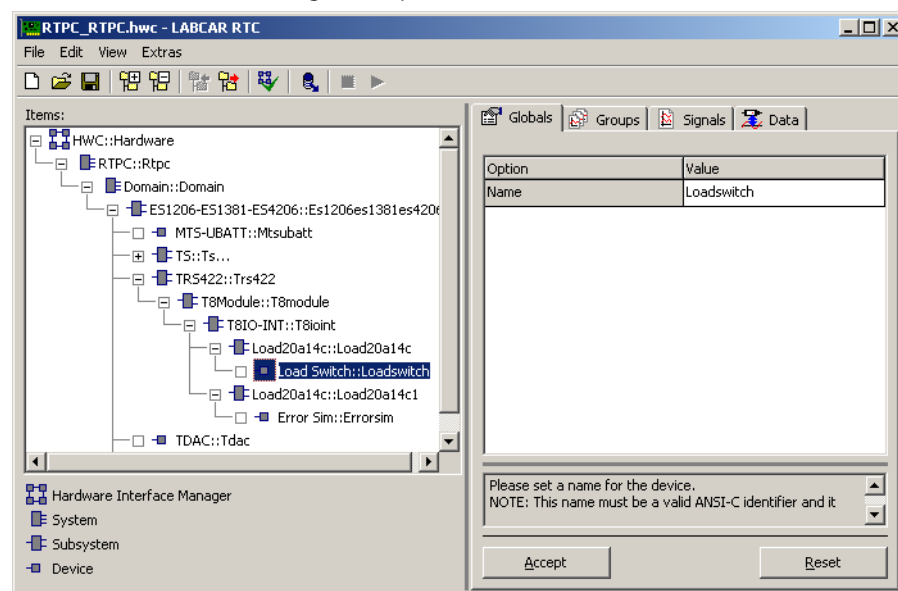 RTPC_RTPC.hwc - LABCAR RTC
File Edit View Extras
Items:
HWC::Hardware
RTPC::Rtpc
Domain::Domain
ES1206-ES1381-ES4206::Es1206es1381es4206
MTS-UBATT::Mtsubatt
TS::Ts...
TRS422::Trs422
T8Module::T8module
T8IO-INT::T8ioint
Load20a14c::Load20a14c
Load Switch::Loadswitch
Load20a14c::Load20a14c1
Error Sim::Errorsim
TDAC::Tdac
Hardware Interface Manager
System
Subsystem
Device
Globals Groups Signals Data
Option Value
Name Loadswitch
Please set a name for the device.
NOTE: This name must be a valid ANSI-C identifier and it
Accept Reset